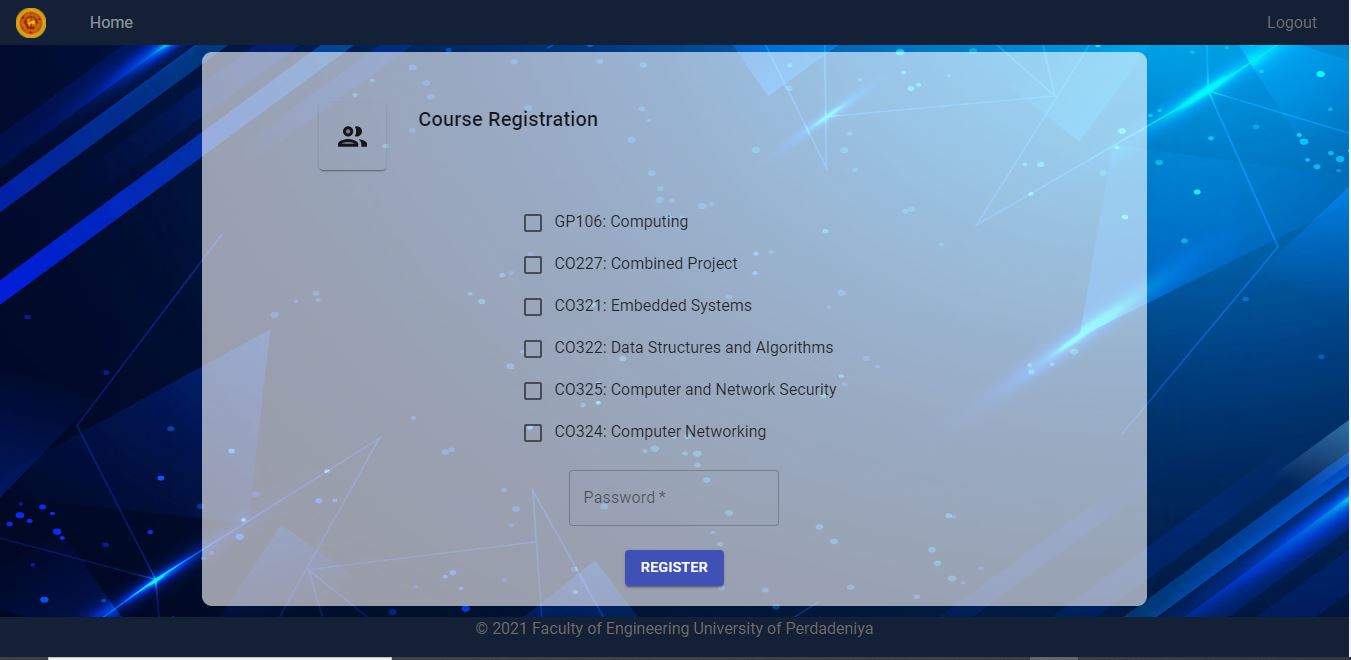 Home
Logout
Course Registration
GP106: Computing
CO227: Combined Project
CO321: Embedded Systems
CO322: Data Structures and Algorithms
CO325: Computer and Network Security
CO324: Computer Networking
Password *
REGISTER
© 2021 Faculty of Engineering University of Perdadeniya